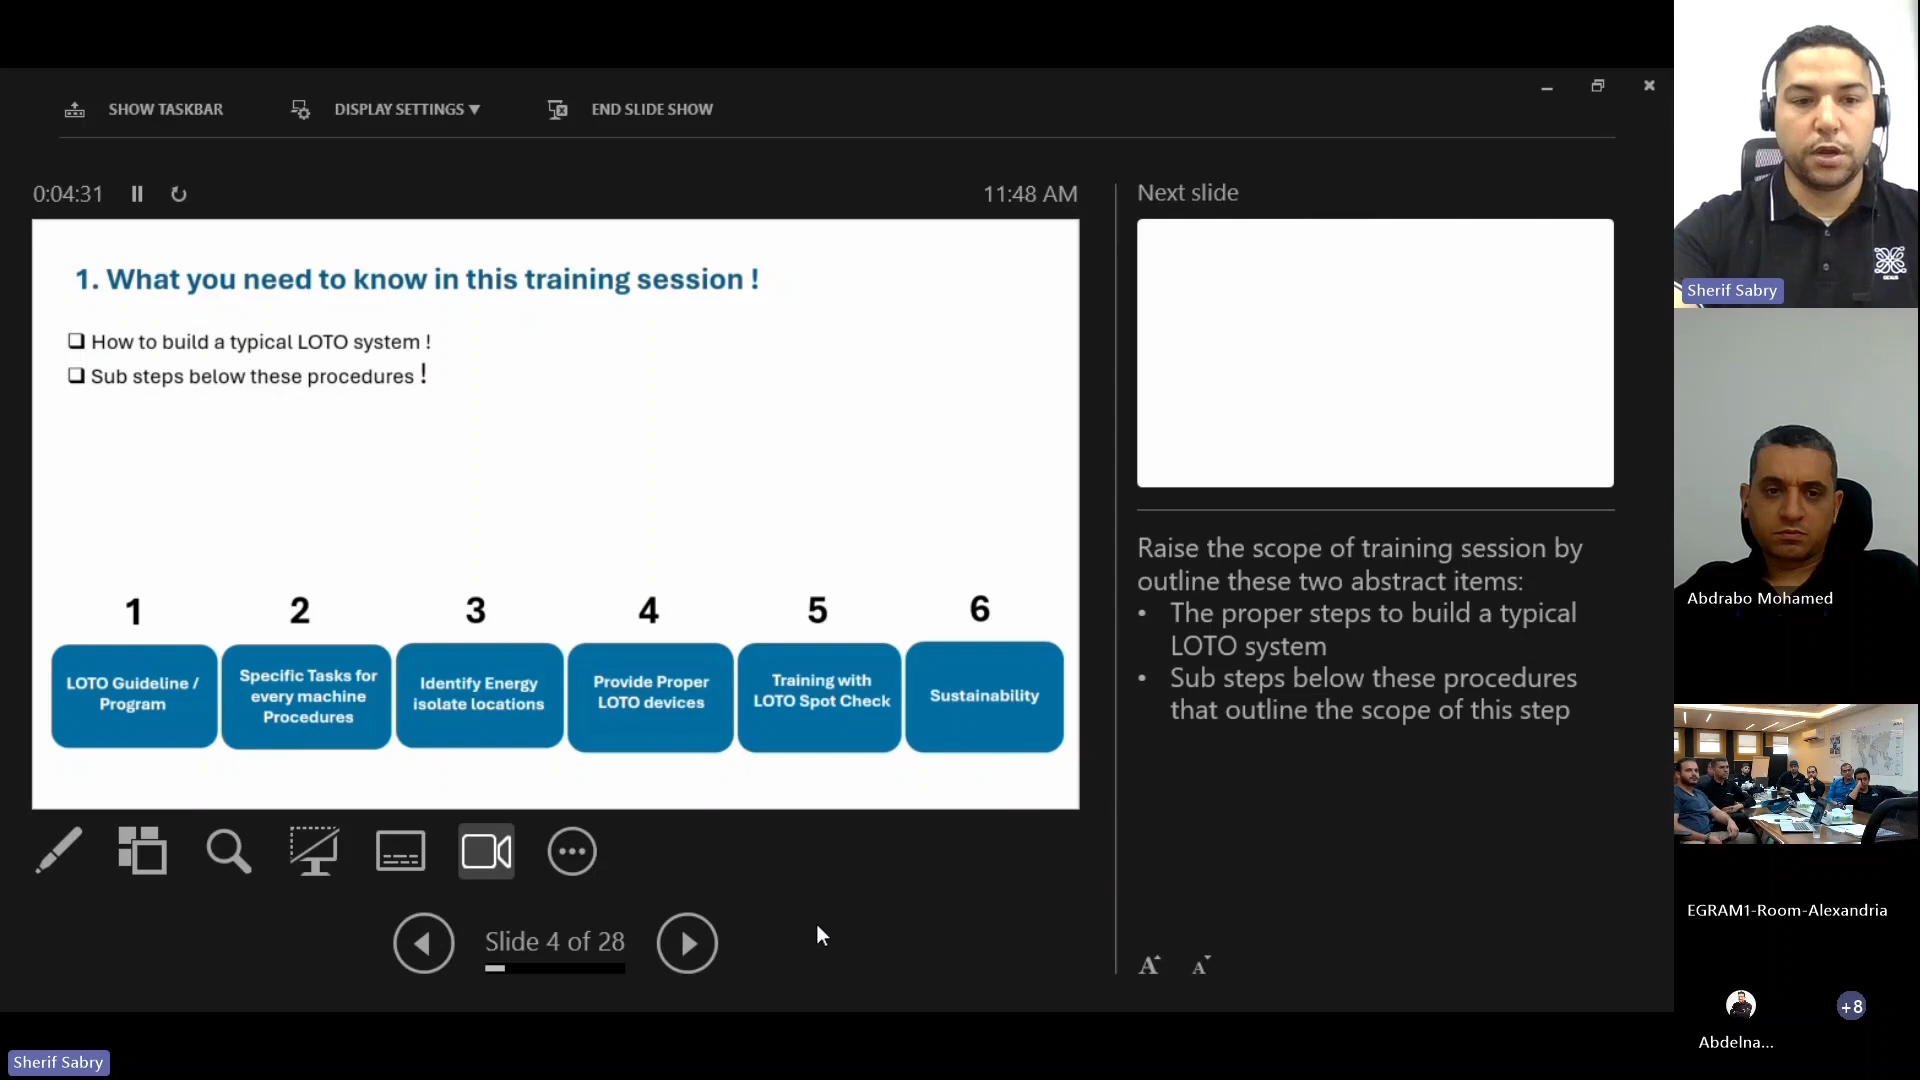 SHOW TASKBAR
DISPLAY SETTINGS ▼
END SLIDE SHOW
0:04:31
11:48 AM
1. What you need to know in this training session !
❑ How to build a typical LOTO system !
❑ Sub steps below these procedures !
1
2
3
4
5
6
LOTO Guideline /
Program
Specific Tasks for
every machine
Procedures
Identify Energy
isolate locations
Provide Proper
LOTO devices
Training with
LOTO Spot Check
Sustainability
Slide 4 of 28
Next slide
Raise the scope of training session by
outline these two abstract items:
• The proper steps to build a typical
LOTO system
• Sub steps below these procedures
that outline the scope of this step
A
A
Sherif Sabry
Abdrabo Mohamed
EGRAM1-Room-Alexandria
+8
Abdelna...
Sherif Sabry